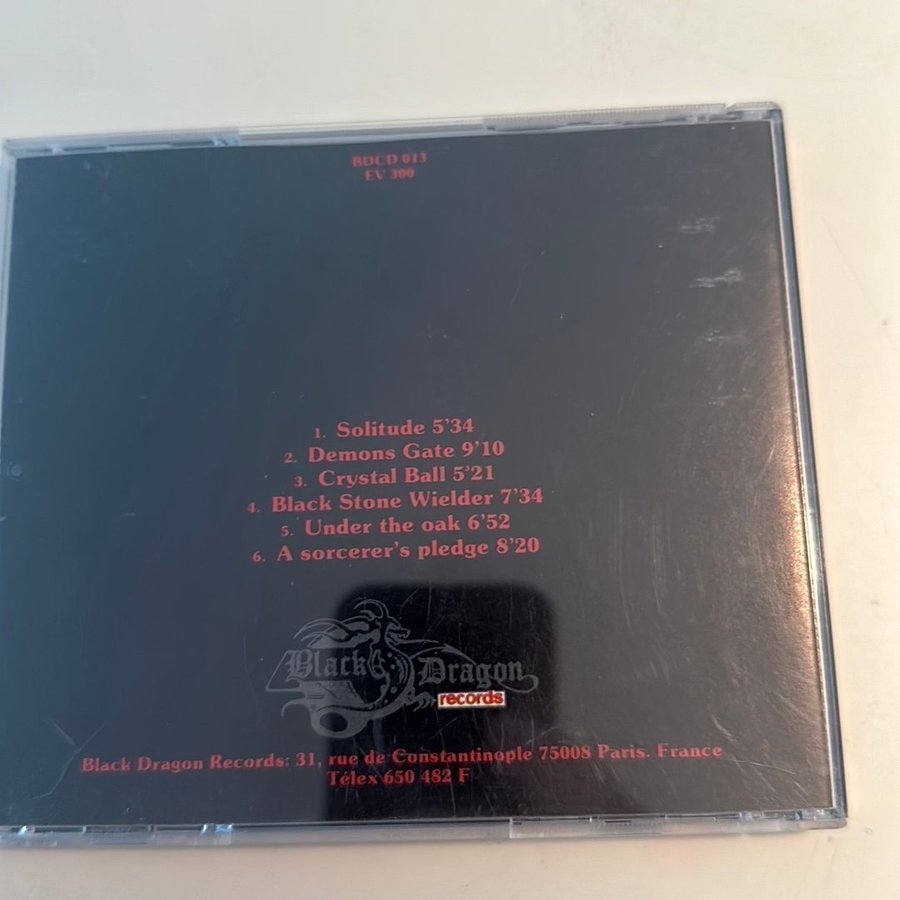 BDCD 013
EV 300
1. Solitude 5'34
2. Demons Gate 9'10
3. Crystal Ball 5'21
4. Black Stone Wielder 7'34
5. Under the oak 6'52
6. A sorcerer's pledge 8'20
Black Dragon
records
Black Dragon Records: 31, rue de Constantinople 75008 Paris. France
Télex 650 482 F